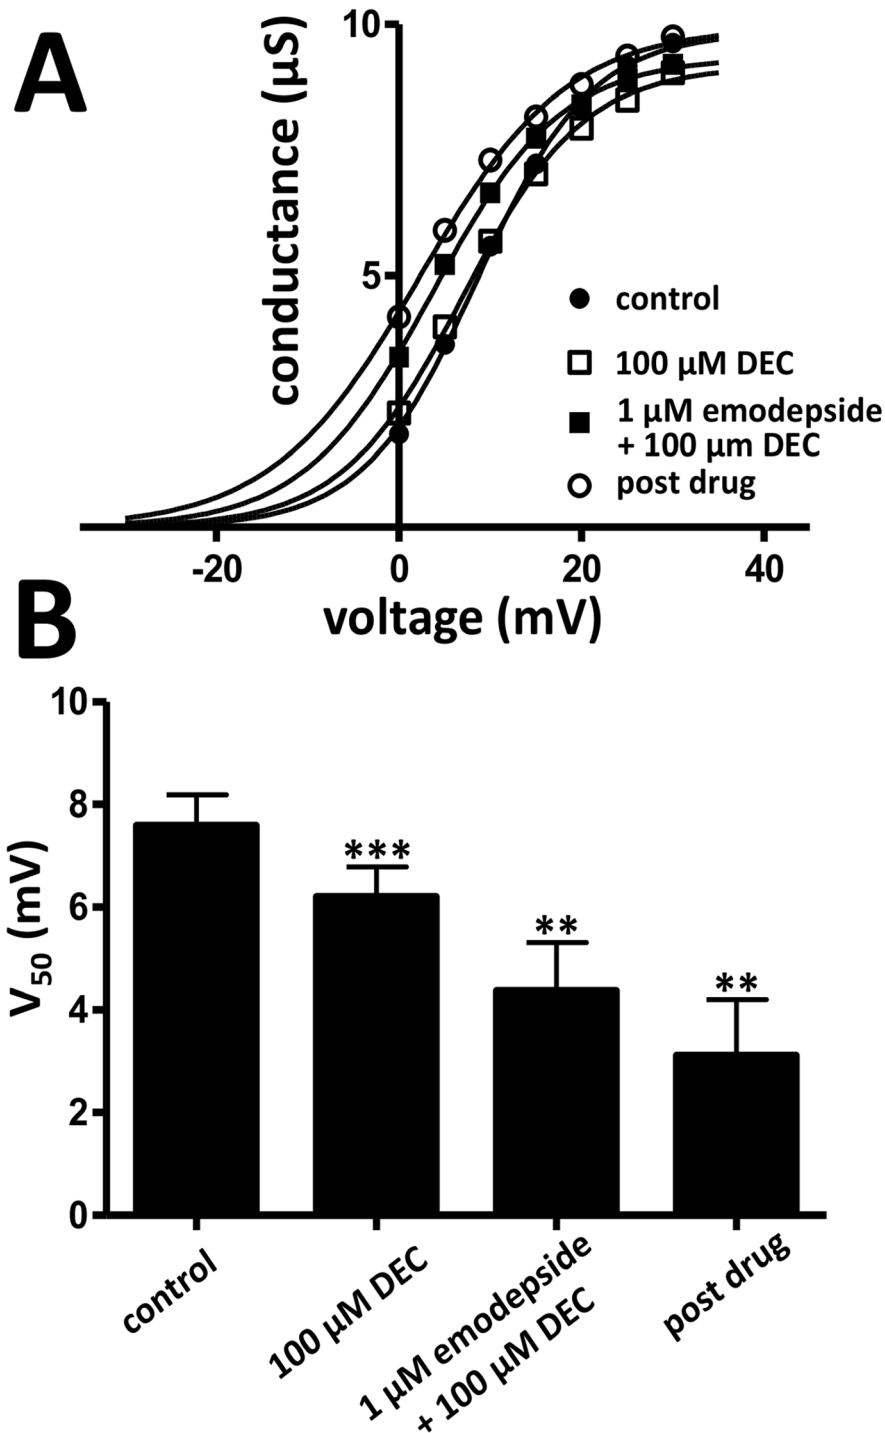 A
conductance (µS)
10
5
control
100 µM DEC
1 µM emodepside
+ 100 µm DEC
post drug
-20
0
20
40
voltage (mV)
B
V50 (mV)
10
8
6
4
2
0
***
**
**
control
100 µM DEC
1 µM emodepside
+ 100 µM DEC
post drug